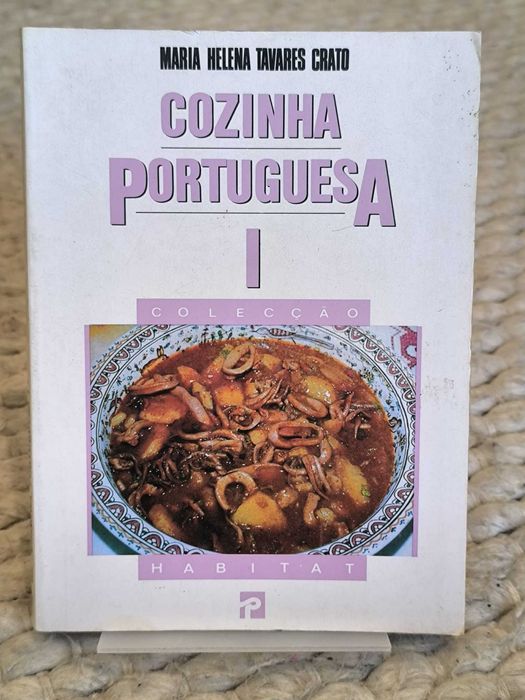 MARIA HELENA TAVARES CRATO
COZINHA
PORTUGUESA
I
COLECÇÃO
HABITAT
P